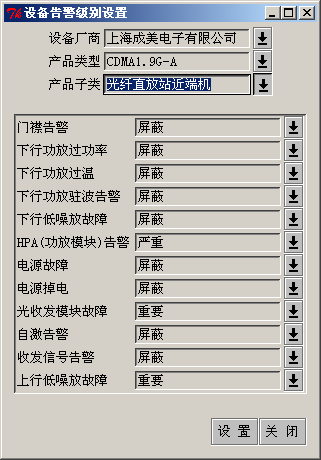 设备告警级别设置
设备厂商 上海成美电子有限公司
产品类型 CDMA1.9G-A
产品子类 光纤直放站近端机
门襟告警 屏蔽
下行功放过功率 屏蔽
下行功放过温 屏蔽
下行功放驻波告警 屏蔽
下行低噪放故障 屏蔽
HPA(功放模块)告警 严重
电源故障 屏蔽
电源掉电 屏蔽
光收发模块故障 重要
自激告警 屏蔽
收发信号告警 屏蔽
上行低噪放故障 重要
设 置 关 闭